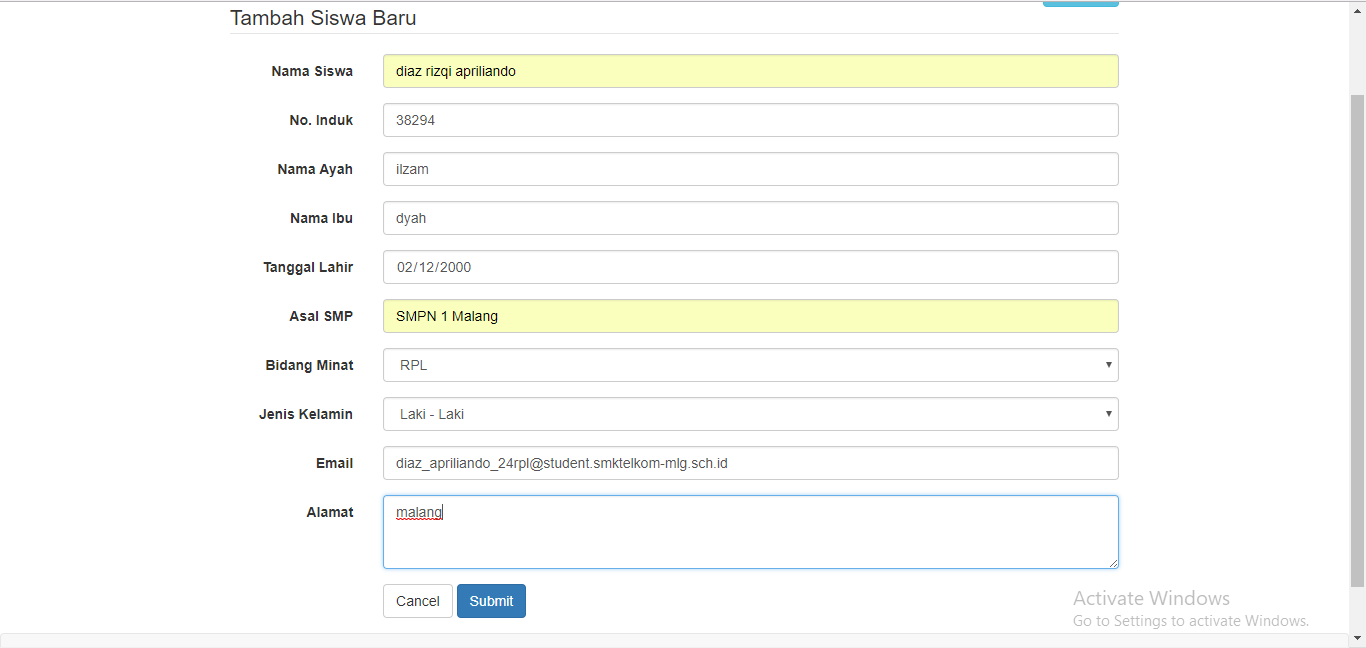 Tambah Siswa Baru
Nama Siswa diaz rizqi apriliando
No. Induk 38294
Nama Ayah ilzam
Nama Ibu dyah
Tanggal Lahir 02/12/2000
Asal SMP SMPN 1 Malang
Bidang Minat RPL
Jenis Kelamin Laki - Laki
Email diaz_apriliando_24rpl@student.smktelkom-mlg.sch.id
Alamat malang
Cancel Submit
Activate Windows
Go to Settings to activate Windows.